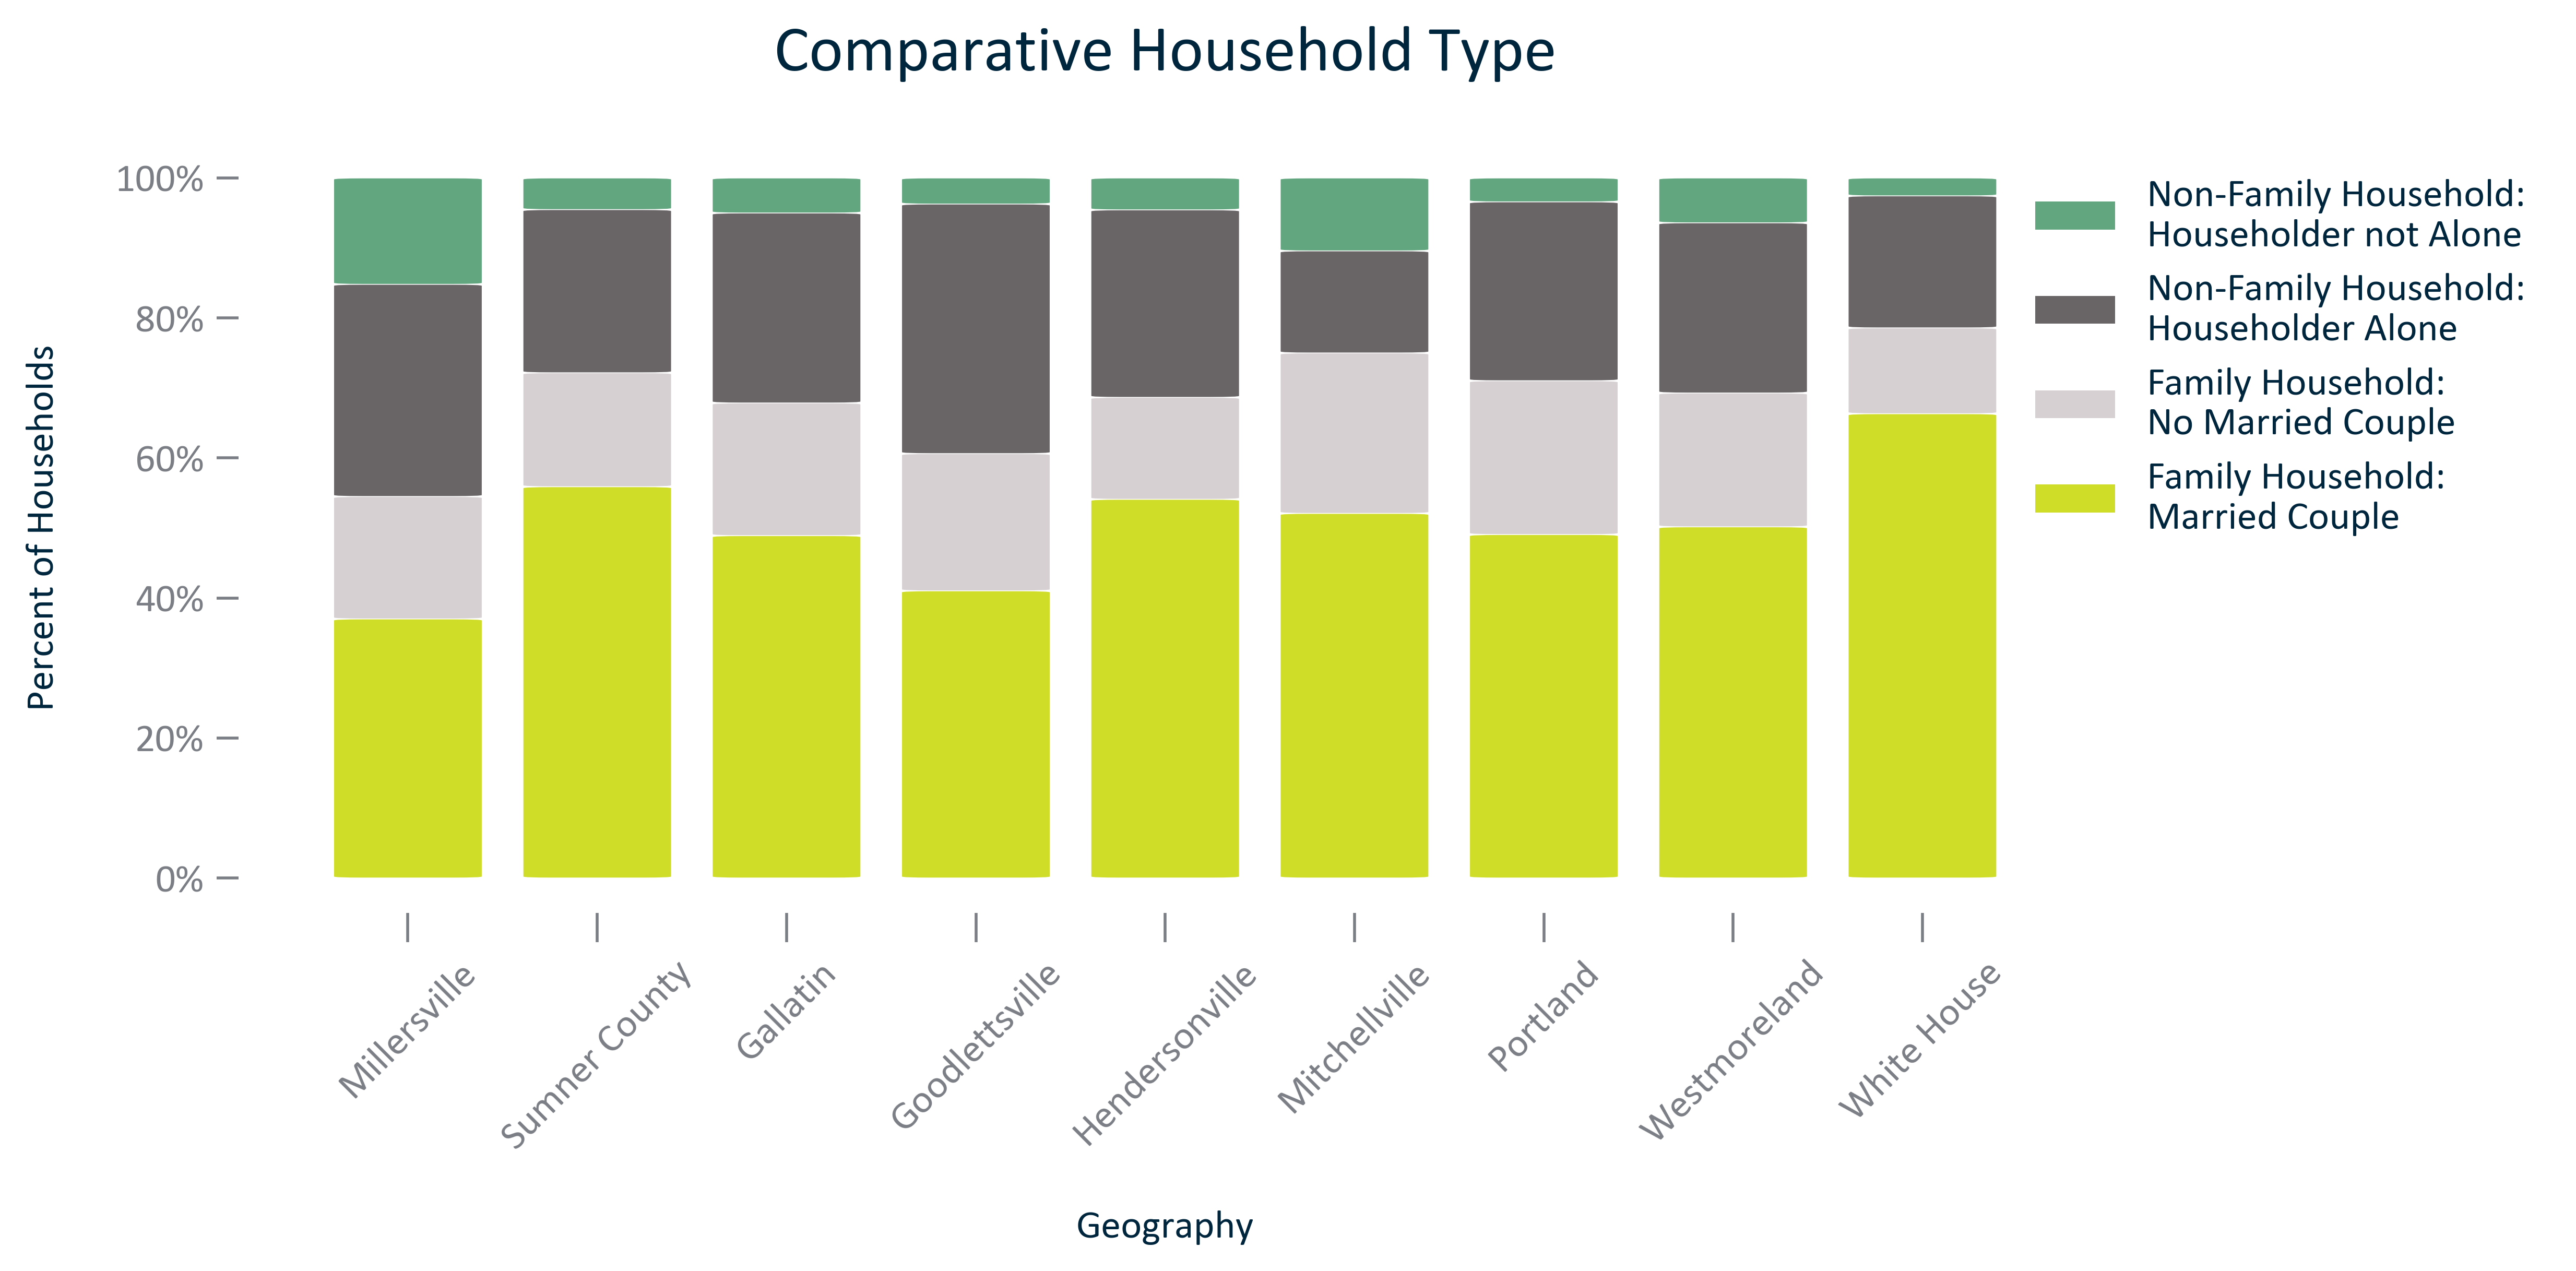 Comparative Household Type
Percent of Households
100%
80%
60%
40%
20%
0%
Millersville
Sumner County
Gallatin
Goodlettsville
Hendersonville
Mitchellville
Portland
Westmoreland
White House
Geography
Non-Family Household:
Householder not Alone
Non-Family Household:
Householder Alone
Family Household:
No Married Couple
Family Household:
Married Couple